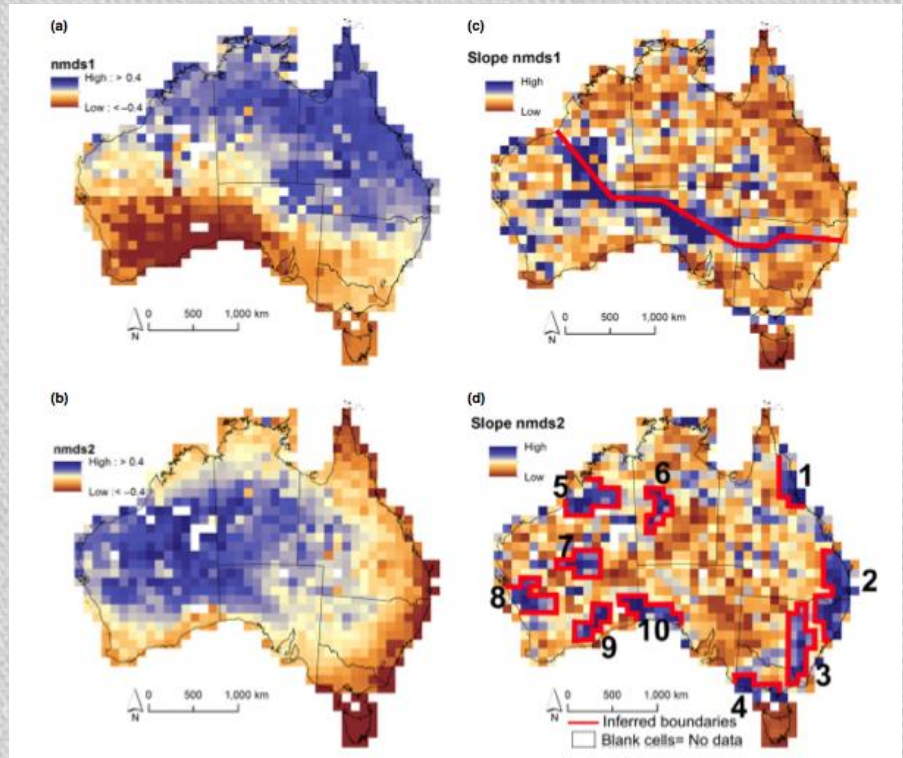 (a)
nmds1
High : > 0.4
Low : < −0.4
0 500 1,000 km
N
(c)
Slope nmds1
High
Low
0 500 1,000 km
N
(b)
nmds2
High : > 0.4
Low : < −0.4
0 500 1,000 km
N
(d)
Slope nmds2
High
Low
1
2
3
4
5
6
7
8
9
10
0 500 1,000 km
N
Inferred boundaries
Blank cells= No data